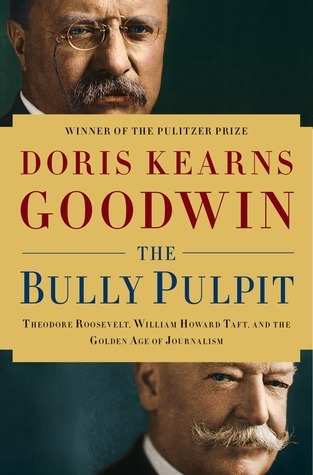 WINNER OF THE PULITZER PRIZE
DORIS KEARNS
GOODWIN
THE
BULLY PULPIT
THEODORE ROOSEVELT, WILLIAM HOWARD TAFT, AND THE
GOLDEN AGE OF JOURNALISM